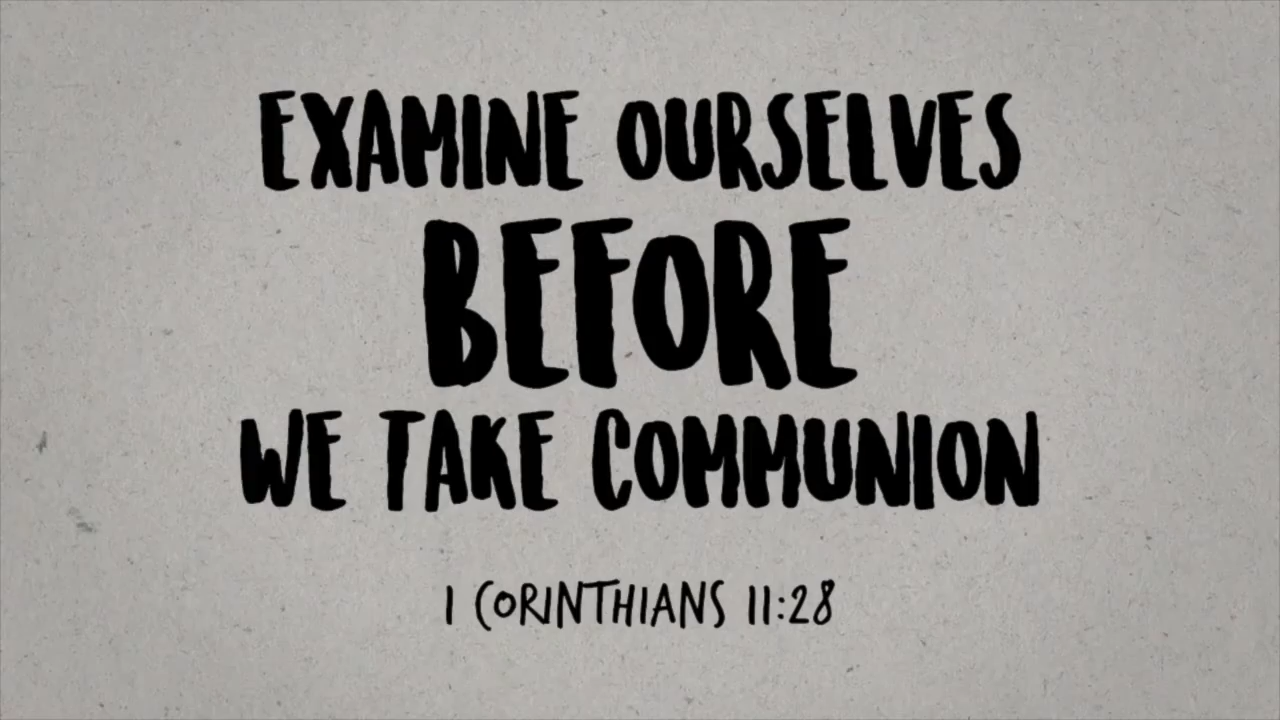 EXAMINE OURSELVES
BEFORE
WE TAKE COMMUNION
1 CORINTHIANS 11:28